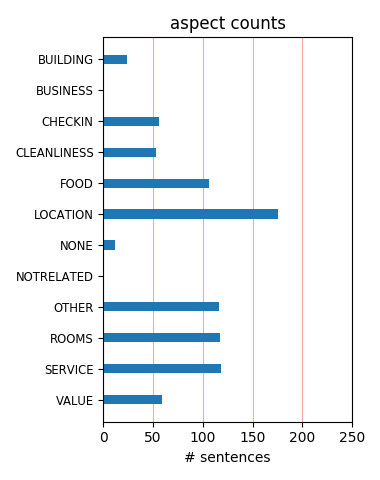 aspect counts
BUILDING
BUSINESS
CHECKIN
CLEANLINESS
FOOD
LOCATION
NONE
NOTRELATED
OTHER
ROOMS
SERVICE
VALUE
0 50 100 150 200 250
# sentences